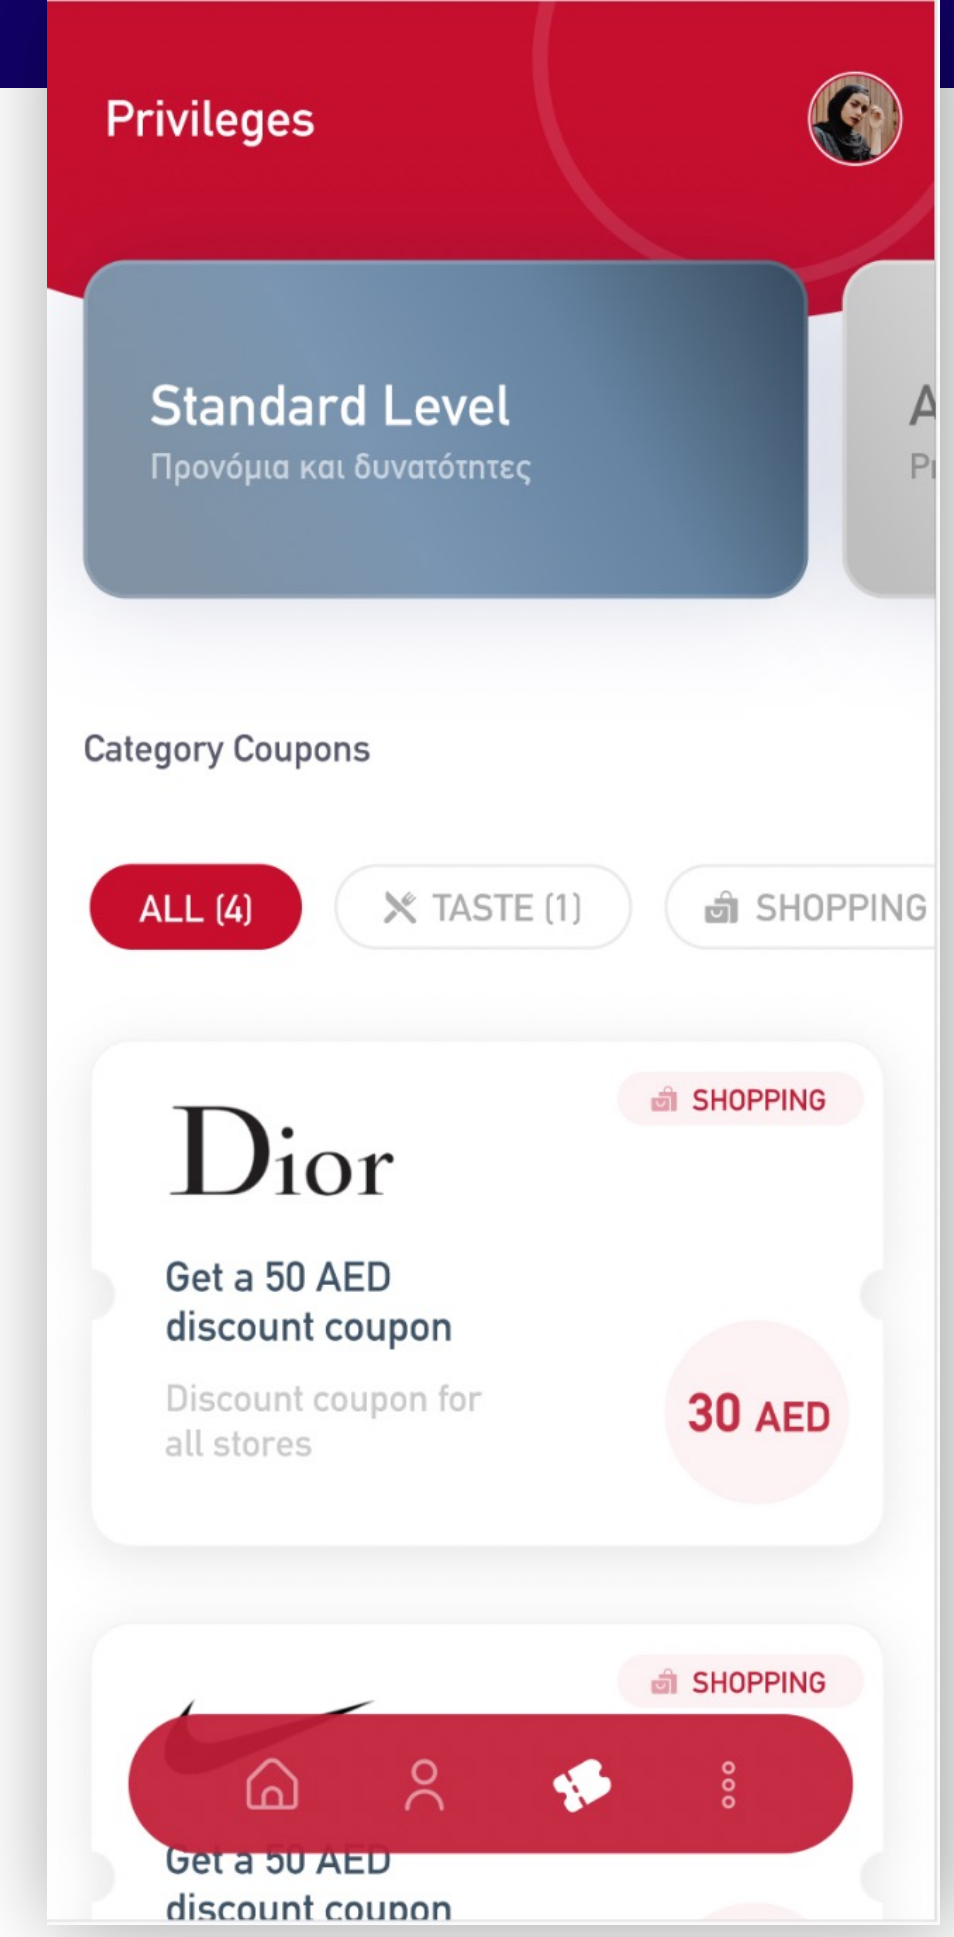 Privileges
Standard Level
Προνόμια και δυνατότητες
Category Coupons
ALL (4)
TASTE (1)
SHOPPING
SHOPPING
Dior
Get a 50 AED
discount coupon
Discount coupon for
all stores
30 AED
SHOPPING
Get a 50 AED
discount coupon